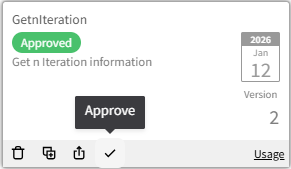 GetnIteration
Approved
Get n Iteration information
2026
Jan
12
Version
2
Approve
Usage